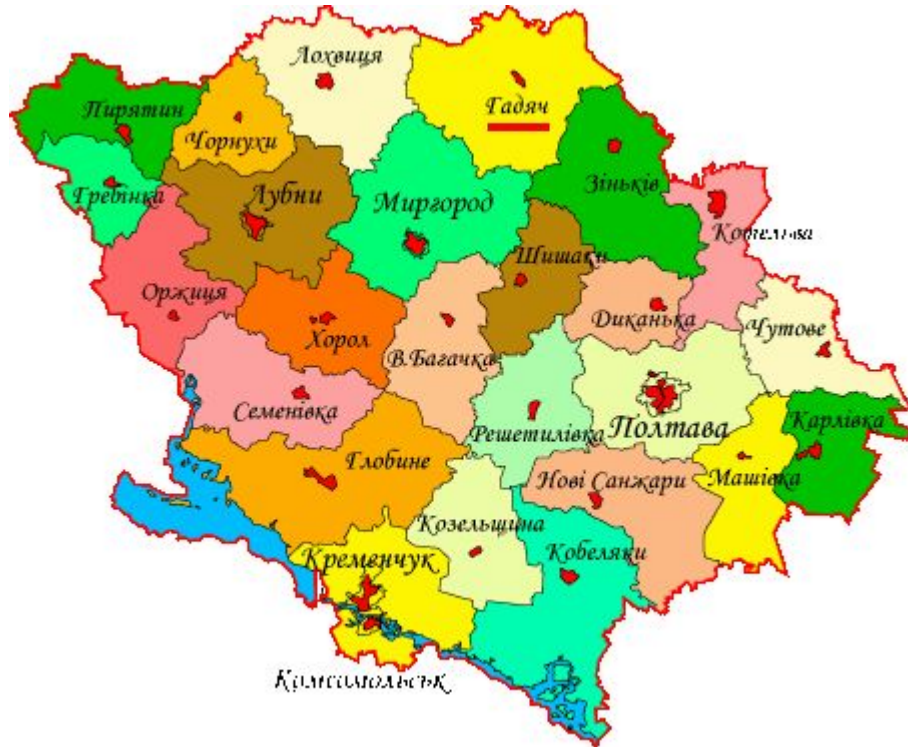 Лохвиця
Гадяч
Пирятин
Чорнухи
Зіньків
Гребінка
Лубни
Миргород
Котельва
Шишаки
Оржиця
Хорол
Диканька
Чутове
В.Багачка
Семенівка
Решетилівка
Полтава
Карлівка
Глобине
Нові Санжари
Машівка
Козельщина
Кременчук
Кобеляки
Комсомольськ